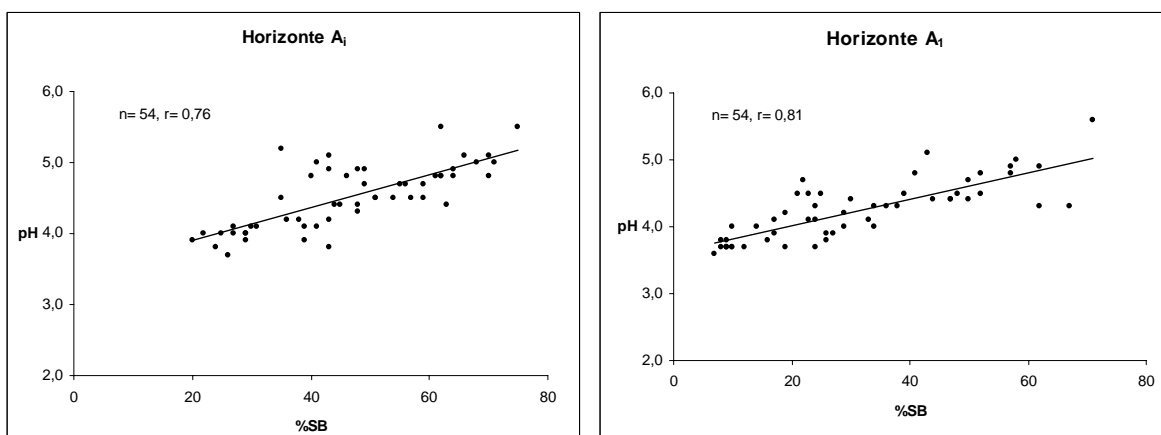 Horizonte Aᵢ
6,0
n= 54, r= 0,76
5,0
pH 4,0
3,0
2,0
0 20 40 60 80
%SB
Horizonte A₁
6,0
n= 54, r= 0,81
5,0
pH 4,0
3,0
2,0
0 20 40 60 80
%SB